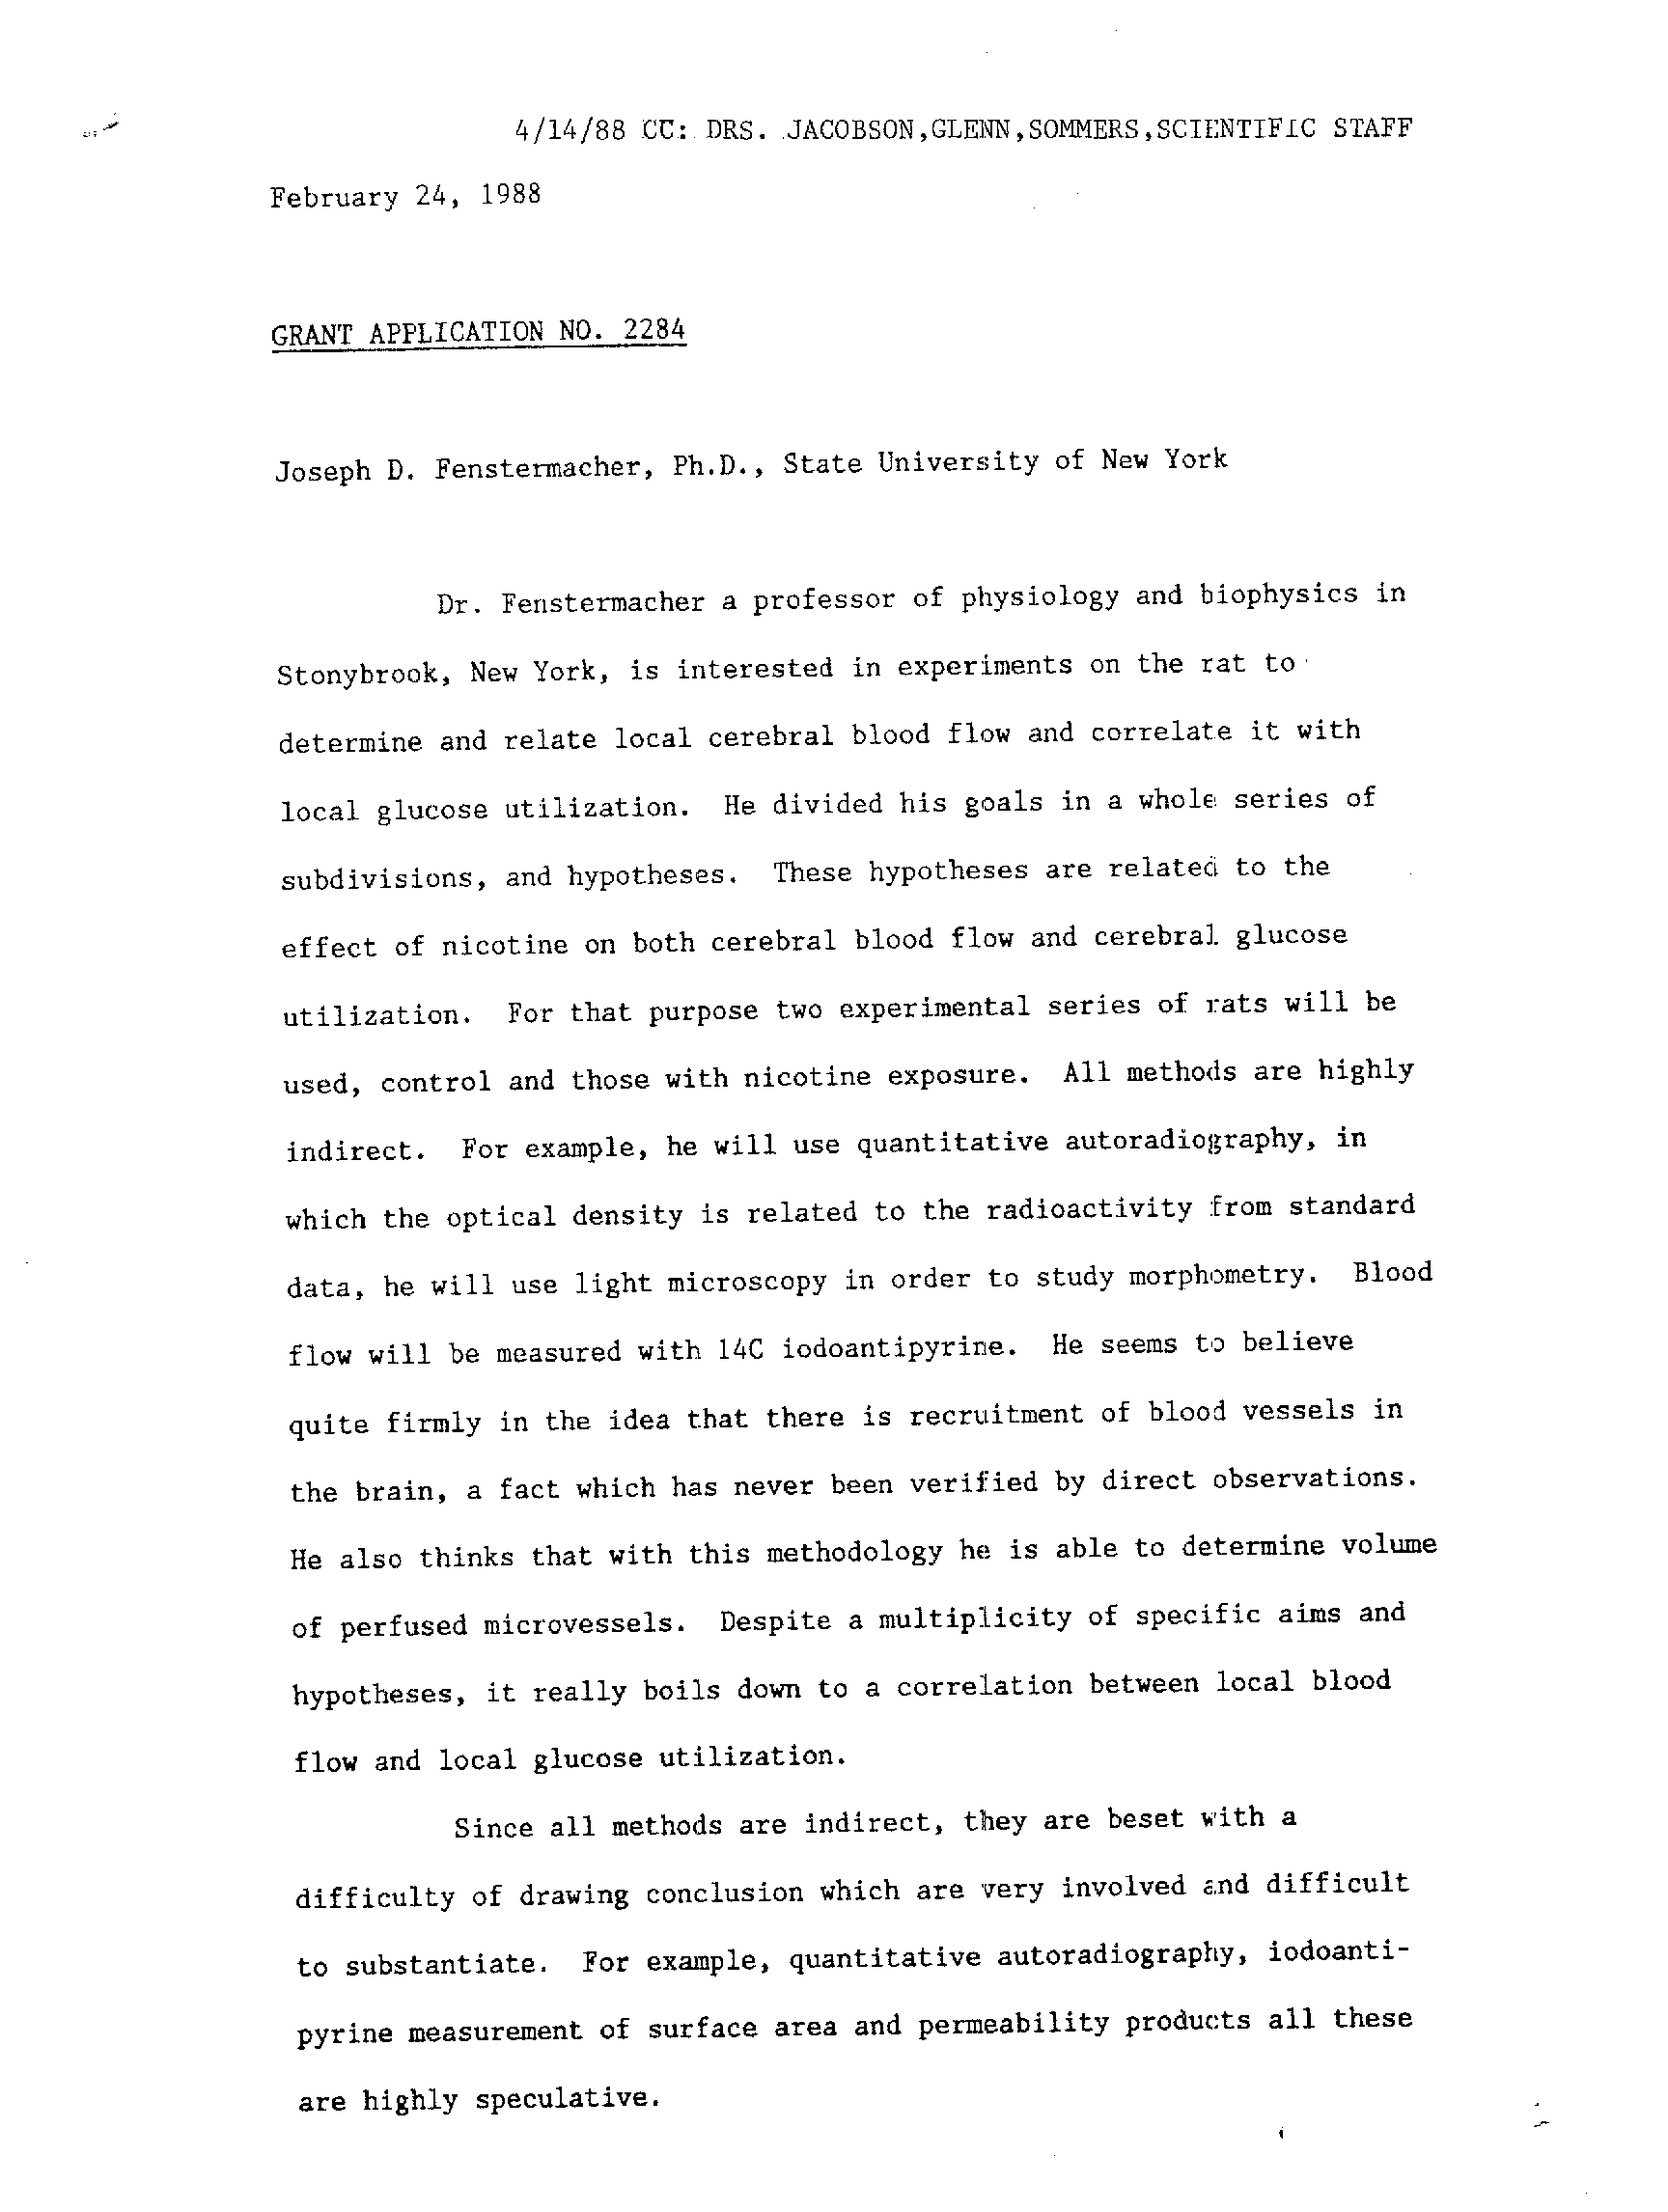 4/14/88 CC: DRS. JACOBSON,GLENN,SOMMERS,SCIENTIFIC STAFF
February 24, 1988
GRANT APPLICATION NO. 2284
Joseph D. Fenstermacher, Ph.D., State University of New York
Dr. Fenstermacher a professor of physiology and biophysics in
Stonybrook, New York, is interested in experiments on the rat to
determine and relate local cerebral blood flow and correlate it with
local glucose utilization. He divided his goals in a whole series of
subdivisions, and hypotheses. These hypotheses are related to the
effect of nicotine on both cerebral blood flow and cerebral glucose
utilization. For that purpose two experimental series of rats will be
used, control and those with nicotine exposure. All methods are highly
indirect. For example, he will use quantitative autoradiography, in
which the optical density is related to the radioactivity from standard
data, he will use light microscopy in order to study morphometry. Blood
flow will be measured with 14C iodoantipyrine. He seems to believe
quite firmly in the idea that there is recruitment of blood vessels in
the brain, a fact which has never been verified by direct observations.
He also thinks that with this methodology he is able to determine volume
of perfused microvessels. Despite a multiplicity of specific aims and
hypotheses, it really boils down to a correlation between local blood
flow and local glucose utilization.
Since all methods are indirect, they are beset with a
difficulty of drawing conclusion which are very involved and difficult
to substantiate. For example, quantitative autoradiography, iodoanti-
pyrine measurement of surface area and permeability products all these
are highly speculative.